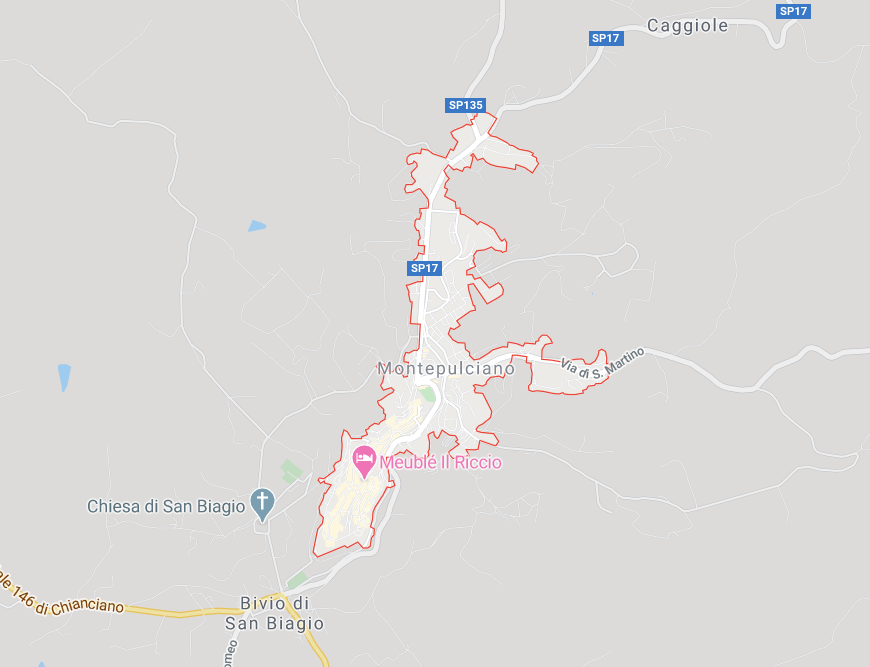 SP17
Caggiole
SP17
SP135
SP17
Montepulciano
Via di S. Martino
Meublé Il Riccio
Chiesa di San Biagio
ale 146 di Chianciano
Bivio di
San Biagio
omeo